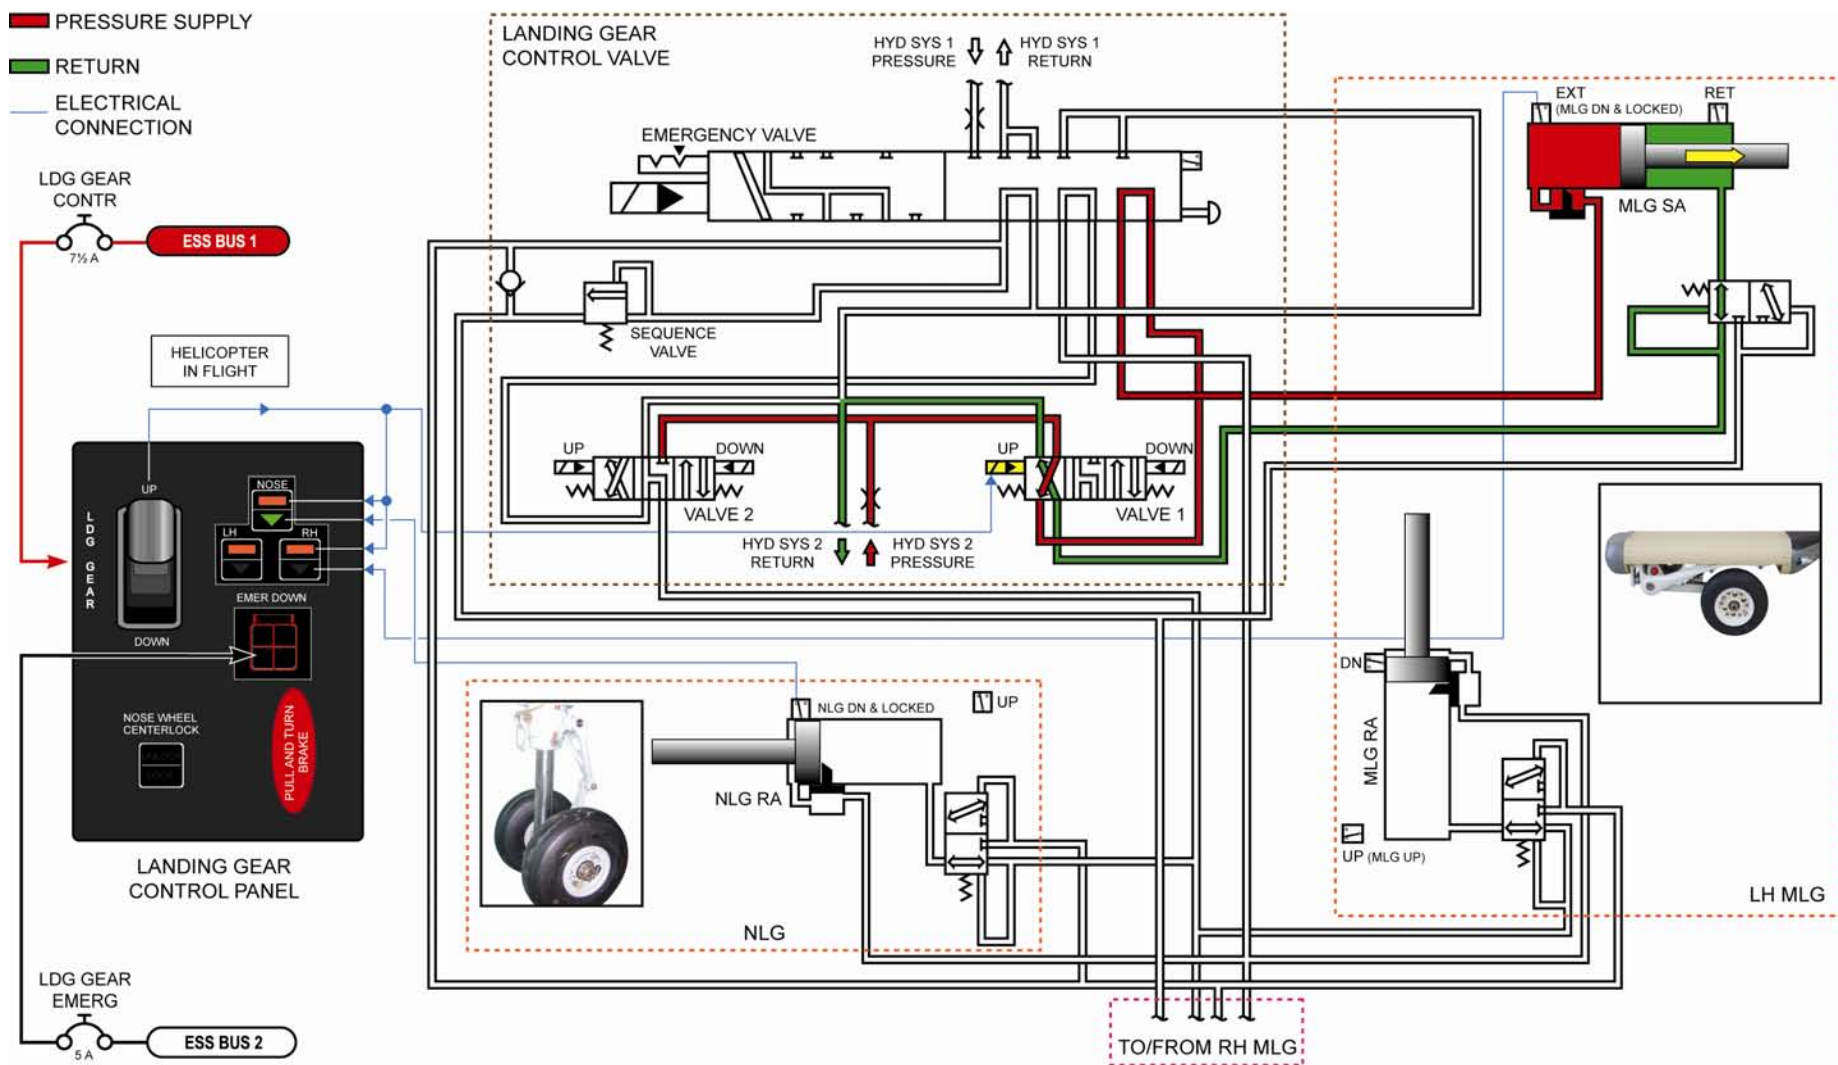 PRESSURE SUPPLY
RETURN
ELECTRICAL
CONNECTION
LDG GEAR
CONTR
7½ A
ESS BUS 1
HELICOPTER
IN FLIGHT
UP
LDG GEAR
DOWN
NOSE
LH
RH
EMER DOWN
NOSE WHEEL
CENTERLOCK
PULL AND TURN
BRAKE
LANDING GEAR
CONTROL PANEL
LDG GEAR
EMERG
5 A
ESS BUS 2
LANDING GEAR
CONTROL VALVE
HYD SYS 1
PRESSURE
HYD SYS 1
RETURN
EMERGENCY VALVE
SEQUENCE
VALVE
UP
DOWN
VALVE 2
UP
DOWN
VALVE 1
HYD SYS 2
RETURN
HYD SYS 2
PRESSURE
NLG DN & LOCKED
UP
NLG RA
NLG
EXT
(MLG DN & LOCKED)
RET
MLG SA
DN
MLG RA
UP (MLG UP)
LH MLG
TO/FROM RH MLG